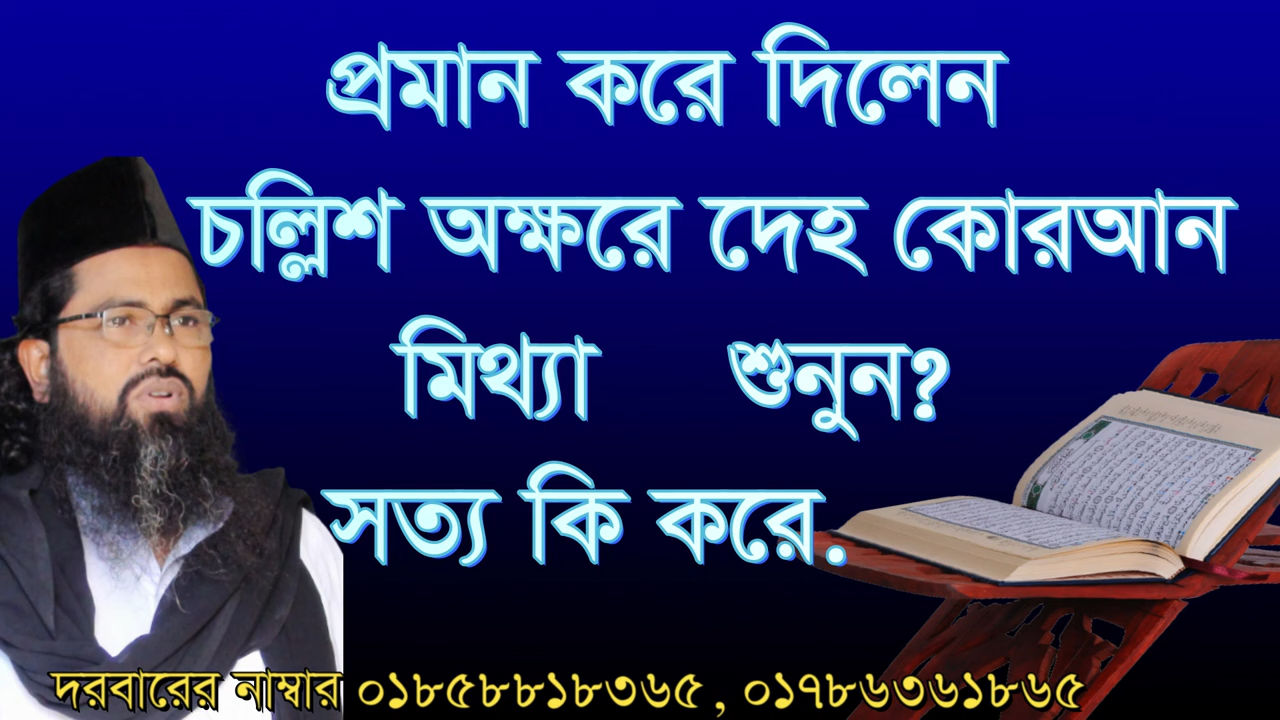 প্রমান করে দিলেন
চল্লিশ অক্ষরে দেহ কোরআন
মিথ্যা শুনুন?
সত্য কি করে.
দরবারের নাম্বার ০১৮৫৮৮১৮৩৬৫, ০১৭৮৬৩৬১৮৬৫